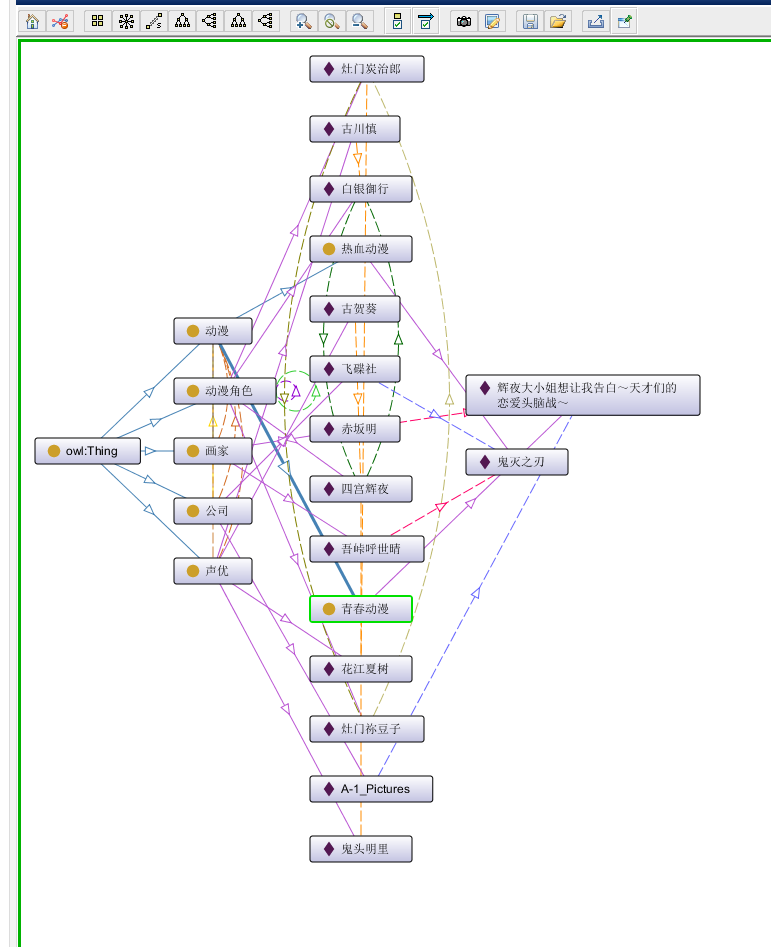 灶门炭治郎
古川慎
白银御行
热血动漫
古贺葵
动漫
飞碟社
动漫角色
辉夜大小姐想让我告白～天才们的
恋爱头脑战～
赤坂明
owl:Thing
画家
鬼灭之刃
四宫辉夜
公司
吾峠呼世晴
声优
青春动漫
花江夏树
灶门祢豆子
A-1_Pictures
鬼头明里